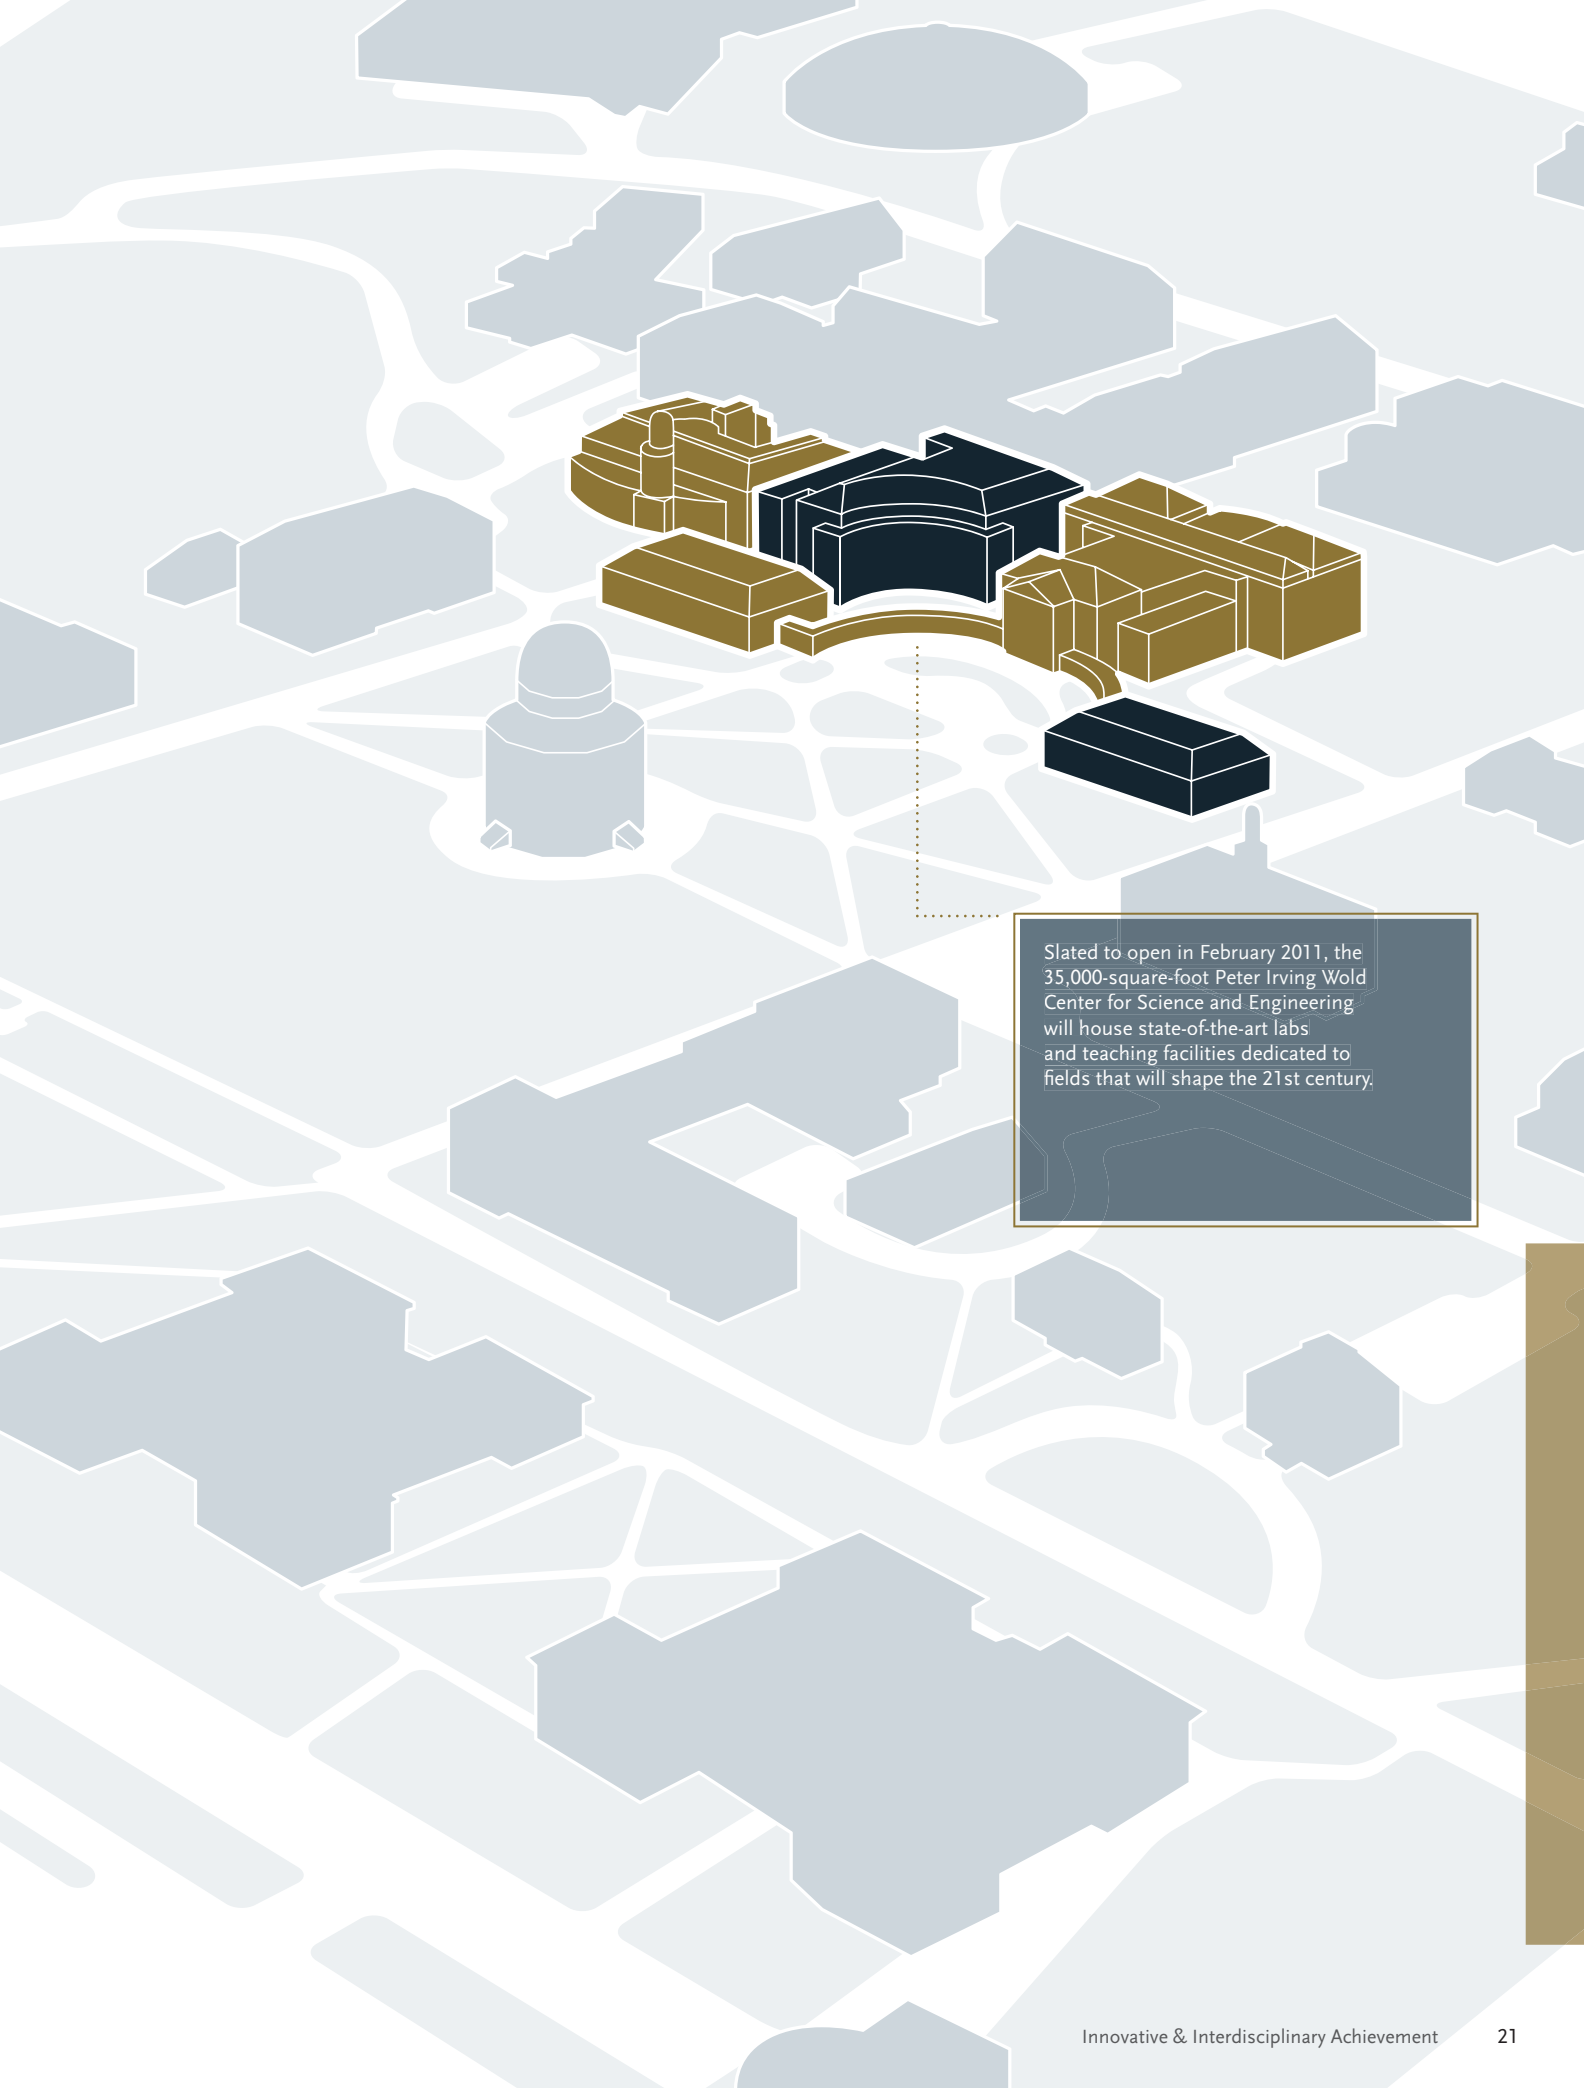 Slated to open in February 2011, the
35,000-square-foot Peter Irving Wold
Center for Science and Engineering
will house state-of-the-art labs
and teaching facilities dedicated to
fields that will shape the 21st century.
Innovative & Interdisciplinary Achievement 21